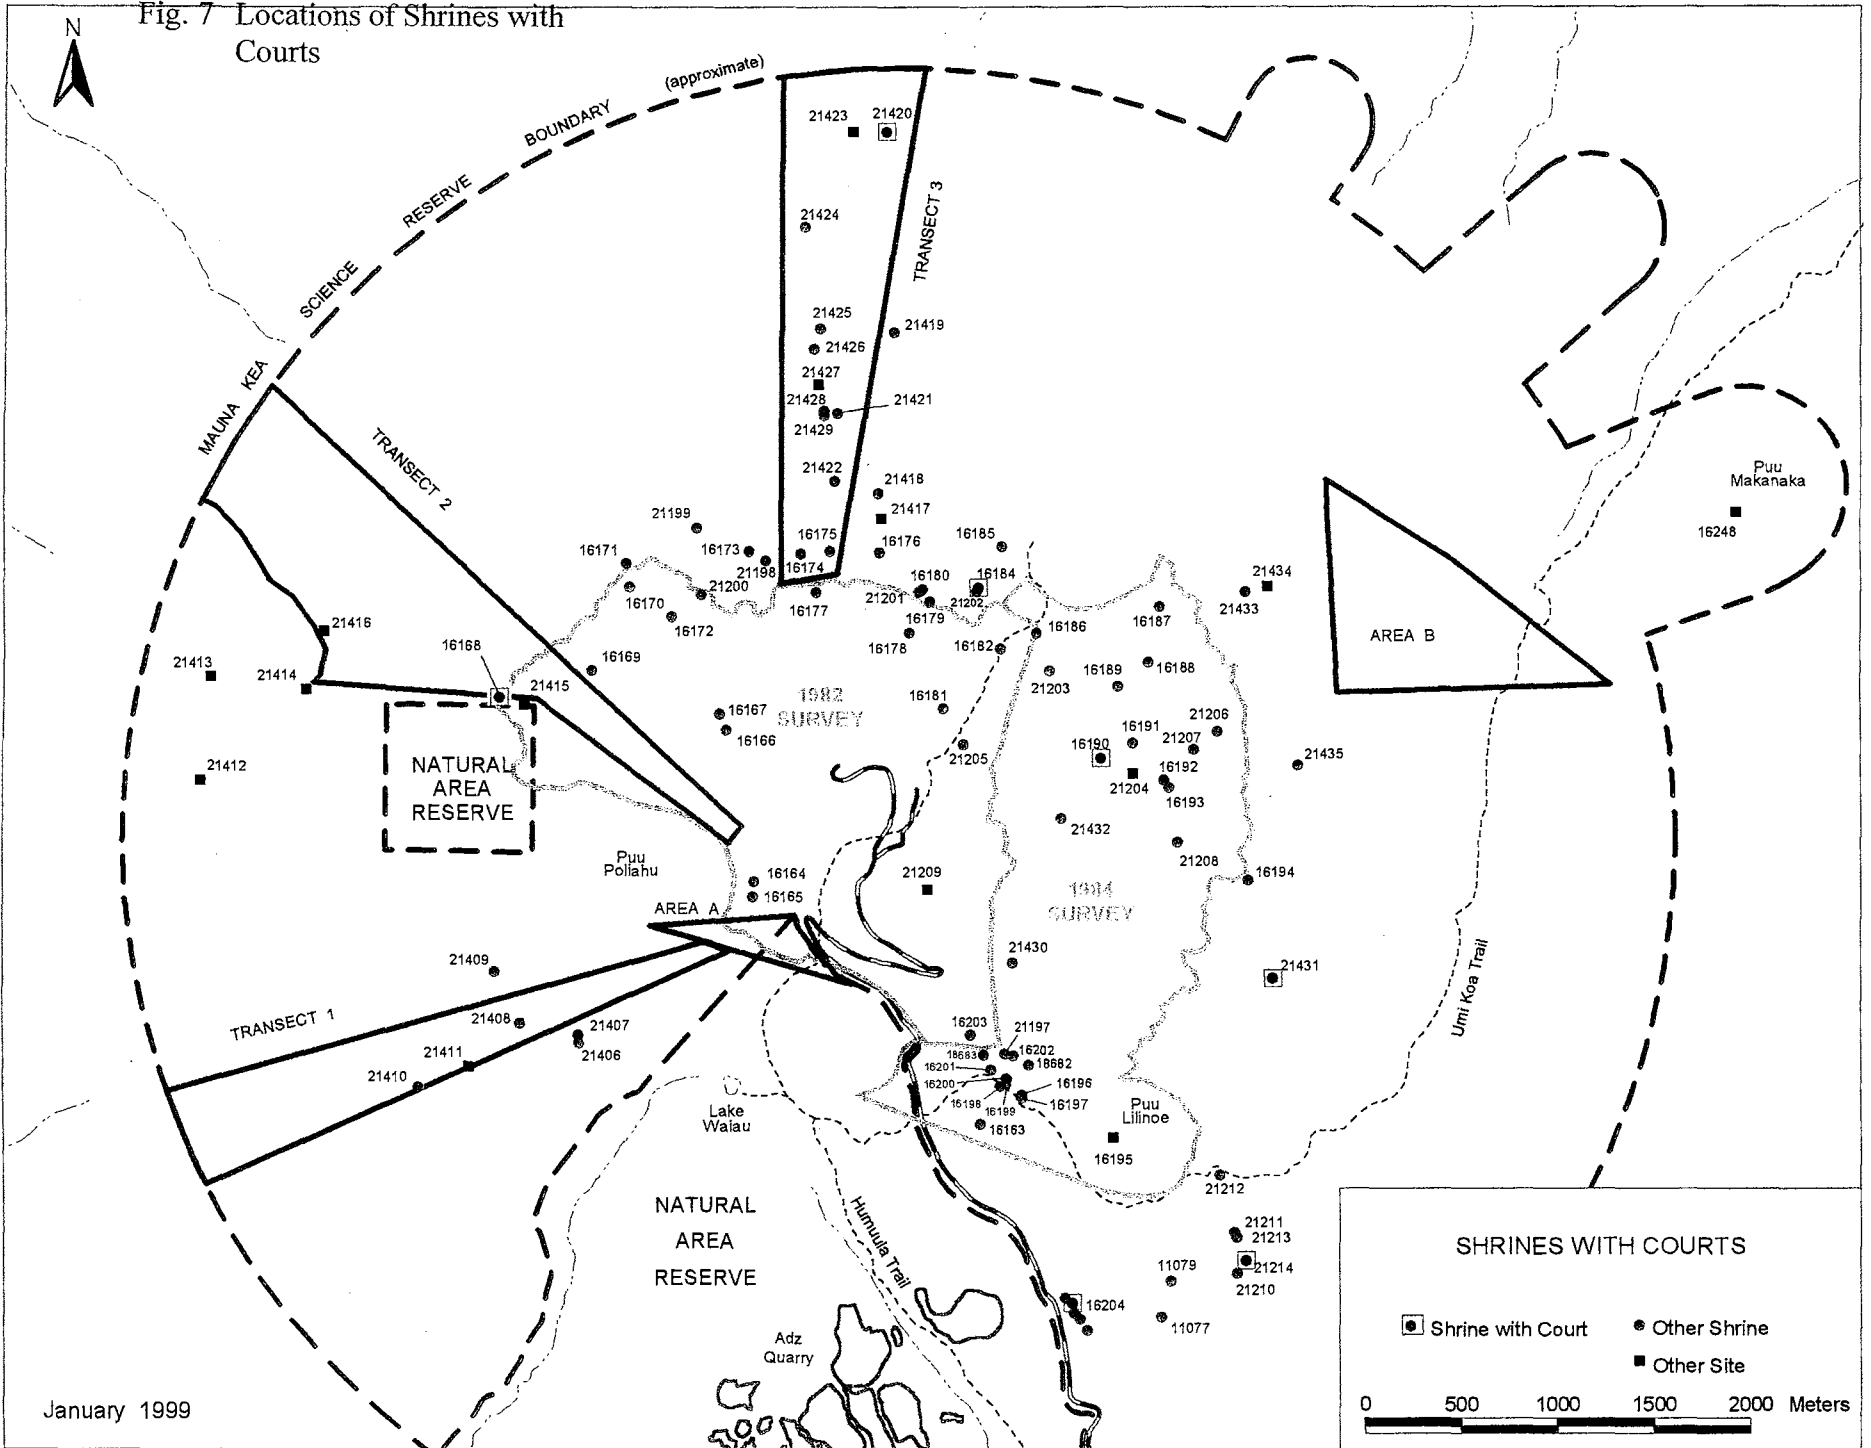 Fig. 7 Locations of Shrines with
Courts
N
(approximate)
BOUNDARY
RESERVE
SCIENCE
MAUNA KEA
21423
21420
21424
TRANSECT 3
21425
21419
21426
21427
21428
21421
21429
TRANSECT 2
21422
21418
21417
Puu
Makanaka
16248
21199
16171
16173
16175
16176
16185
21198
16174
16170
21200
16177
16180
16184
21201
21202
16179
16172
16178
16182
16186
16187
21434
21433
AREA B
21416
16168
16169
21413
21414
21415
21203
16189
16188
1982
SURVEY
16167
16166
16181
21205
21206
16191
21207
16190
16192
21435
21204
16193
21412
NATURAL
AREA
RESERVE
21432
21208
Puu
Poliahu
16164
16165
21209
16194
1984
SURVEY
AREA A
21409
21430
21431
TRANSECT 1
21408
21407
21406
21411
21410
Umi Koa Trail
16203
21197
18683
16202
16201
18682
16200
16196
16198
16199
16197
16163
Lake
Waiau
Puu
Lilinoe
16195
21212
NATURAL
AREA
RESERVE
Humuula Trail
21211
21213
21214
21210
11079
16204
11077
Adz
Quarry
January 1999
SHRINES WITH COURTS
Shrine with Court
Other Shrine
Other Site
0 500 1000 1500 2000 Meters